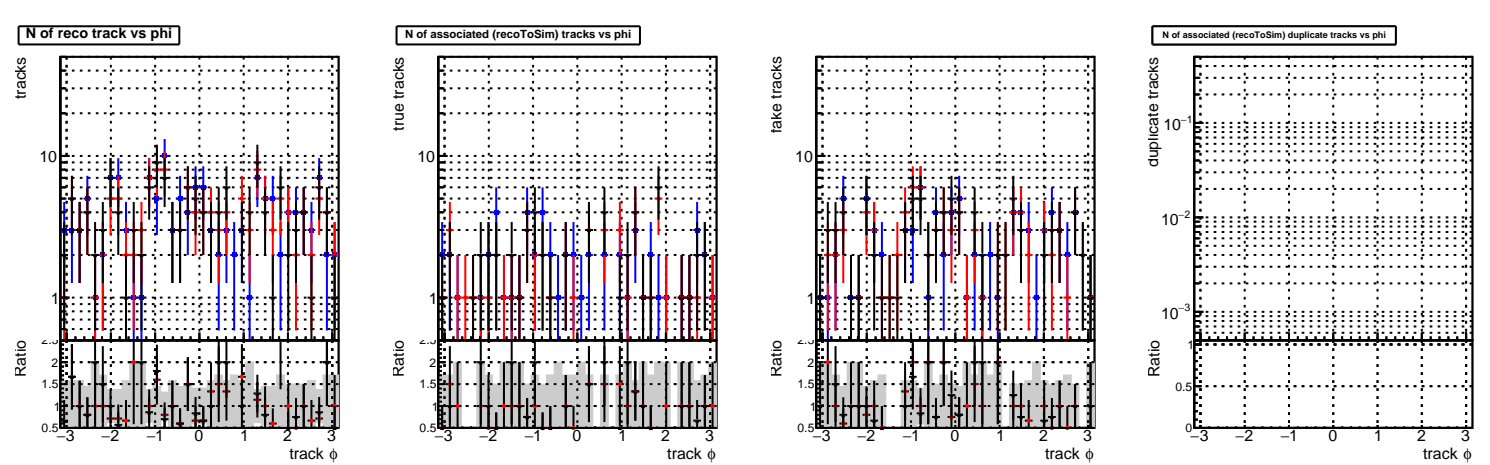 N of reco track vs phi
tracks
10
1
Ratio
2.5
2
1.5
1
0.5
−3 −2 −1 0 1 2 3
track ϕ
N of associated (recoToSim) tracks vs phi
true tracks
10
1
Ratio
2.5
2
1.5
1
0.5
−3 −2 −1 0 1 2 3
track ϕ
fake tracks
10
1
Ratio
2.5
2
1.5
1
0.5
−3 −2 −1 0 1 2 3
track ϕ
N of associated (recoToSim) duplicate tracks vs phi
duplicate tracks
10⁻¹
10⁻²
10⁻³
Ratio
1
0.5
0
−3 −2 −1 0 1 2 3
track ϕ